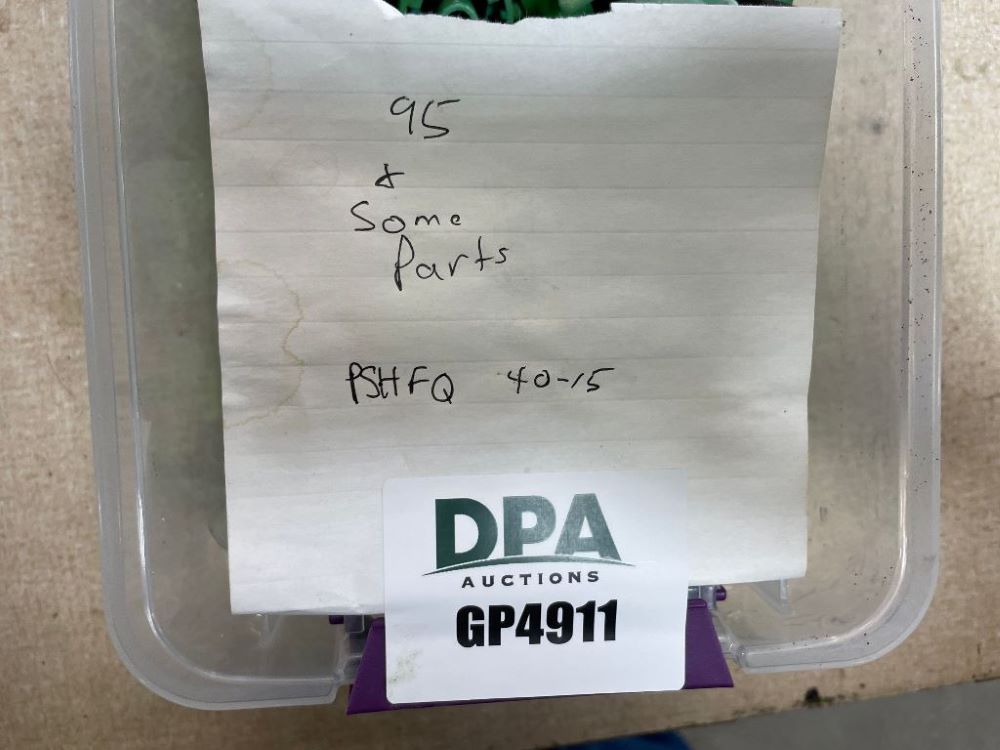 95
&
Some
Parts
PSHFQ 40-15
DPA
AUCTIONS
GP4911